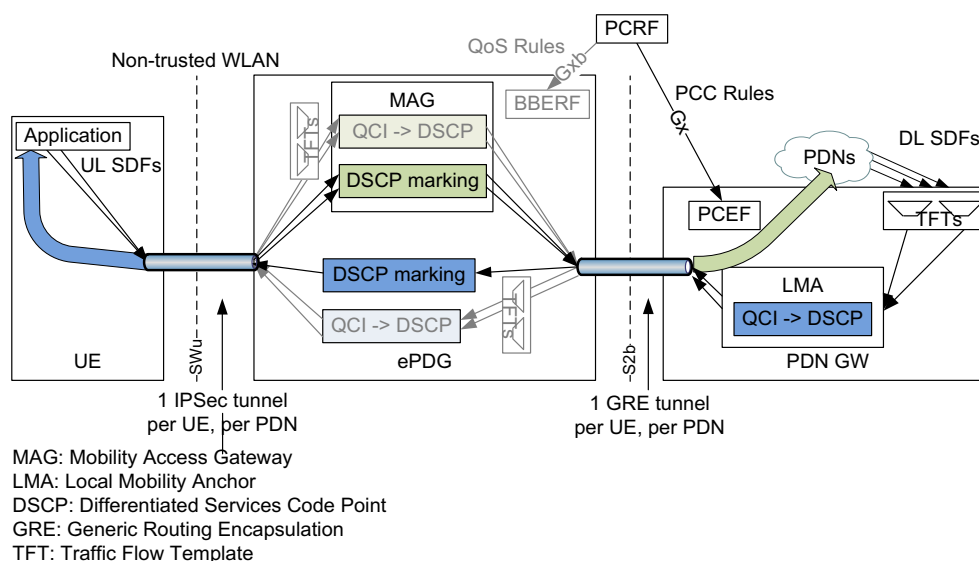 PCRF
QoS Rules
Gxb
Non-trusted WLAN
PCC Rules
Gx
BBERF
MAG
TFTs
QCI -> DSCP
DSCP marking
Application
UL SDFs
PDNs
DL SDFs
PCEF
TFTs
DSCP marking
LMA
QCI -> DSCP
TFTs
QCI -> DSCP
UE
SWu
ePDG
S2b
PDN GW
1 IPSec tunnel
per UE, per PDN
1 GRE tunnel
per UE, per PDN
MAG: Mobility Access Gateway
LMA: Local Mobility Anchor
DSCP: Differentiated Services Code Point
GRE: Generic Routing Encapsulation
TFT: Traffic Flow Template